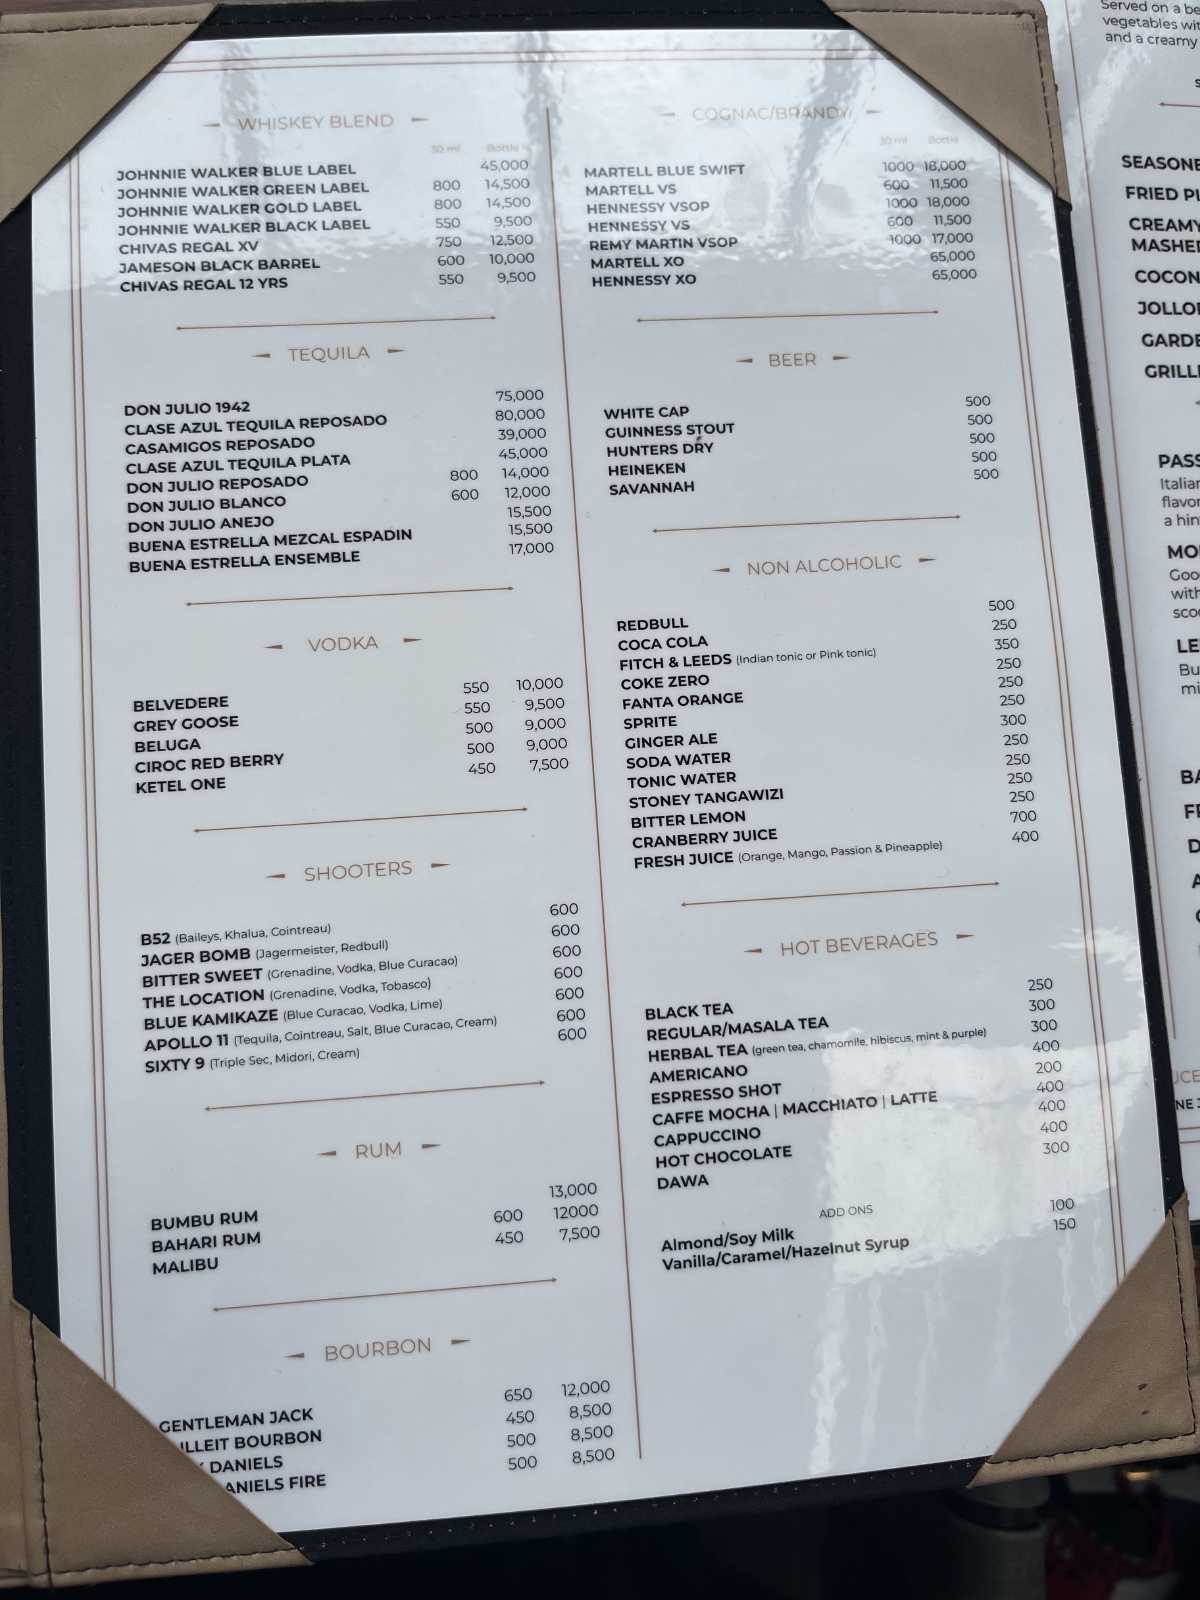 WHISKEY BLEND
30 ml Bottle
JOHNNIE WALKER BLUE LABEL 45,000
JOHNNIE WALKER GREEN LABEL 800 14,500
JOHNNIE WALKER GOLD LABEL 800 14,500
JOHNNIE WALKER BLACK LABEL 550 9,500
CHIVAS REGAL XV 750 12,500
JAMESON BLACK BARREL 600 10,000
CHIVAS REGAL 12 YRS 550 9,500
TEQUILA
DON JULIO 1942 75,000
CLASE AZUL TEQUILA REPOSADO 80,000
CASAMIGOS REPOSADO 39,000
CLASE AZUL TEQUILA PLATA 45,000
DON JULIO REPOSADO 800 14,000
DON JULIO BLANCO 600 12,000
DON JULIO ANEJO 15,500
BUENA ESTRELLA MEZCAL ESPADIN 15,500
BUENA ESTRELLA ENSEMBLE 17,000
VODKA
BELVEDERE 550 10,000
GREY GOOSE 550 9,500
BELUGA 500 9,000
CIROC RED BERRY 500 9,000
KETEL ONE 450 7,500
SHOOTERS
B52 (Baileys, Khalua, Cointreau) 600
JAGER BOMB (Jagermeister, Redbull) 600
BITTER SWEET (Grenadine, Vodka, Blue Curacao) 600
THE LOCATION (Grenadine, Vodka, Tobasco) 600
BLUE KAMIKAZE (Blue Curacao, Vodka, Lime) 600
APOLLO 11 (Tequila, Cointreau, Salt, Blue Curacao, Cream) 600
SIXTY 9 (Triple Sec, Midori, Cream) 600
RUM
BUMBU RUM 13,000
BAHARI RUM 600 12000
MALIBU 450 7,500
BOURBON
GENTLEMAN JACK 650 12,000
LLEIT BOURBON 450 8,500
DANIELS 500 8,500
ANIELS FIRE 500 8,500
COGNAC/BRANDY
30 ml Bottle
MARTELL BLUE SWIFT 1000 18,000
MARTELL VS 600 11,500
HENNESSY VSOP 1000 18,000
HENNESSY VS 600 11,500
REMY MARTIN VSOP 1000 17,000
MARTELL XO 65,000
HENNESSY XO 65,000
BEER
WHITE CAP 500
GUINNESS STOUT 500
HUNTERS DRY 500
HEINEKEN 500
SAVANNAH 500
NON ALCOHOLIC
REDBULL 500
COCA COLA 250
FITCH & LEEDS (Indian tonic or Pink tonic) 350
COKE ZERO 250
FANTA ORANGE 250
SPRITE 250
GINGER ALE 300
SODA WATER 250
TONIC WATER 250
STONEY TANGAWIZI 250
BITTER LEMON 250
CRANBERRY JUICE 700
FRESH JUICE (Orange, Mango, Passion & Pineapple) 400
HOT BEVERAGES
BLACK TEA 250
REGULAR/MASALA TEA 300
HERBAL TEA (green tea, chamomile, hibiscus, mint & purple) 300
AMERICANO 400
ESPRESSO SHOT 200
CAFFE MOCHA | MACCHIATO | LATTE 400
CAPPUCCINO 400
HOT CHOCOLATE 400
DAWA 300
ADD ONS
Almond/Soy Milk 100
Vanilla/Caramel/Hazelnut Syrup 150
Served on a be
vegetables wit
and a creamy
SEASONE
FRIED PL
CREAMY
MASHE
COCON
JOLLO
GARDE
GRILL
PASS
Italian
flavor
a hin
MO
Goo
with
sco
LE
Bu
mi
BA
FR